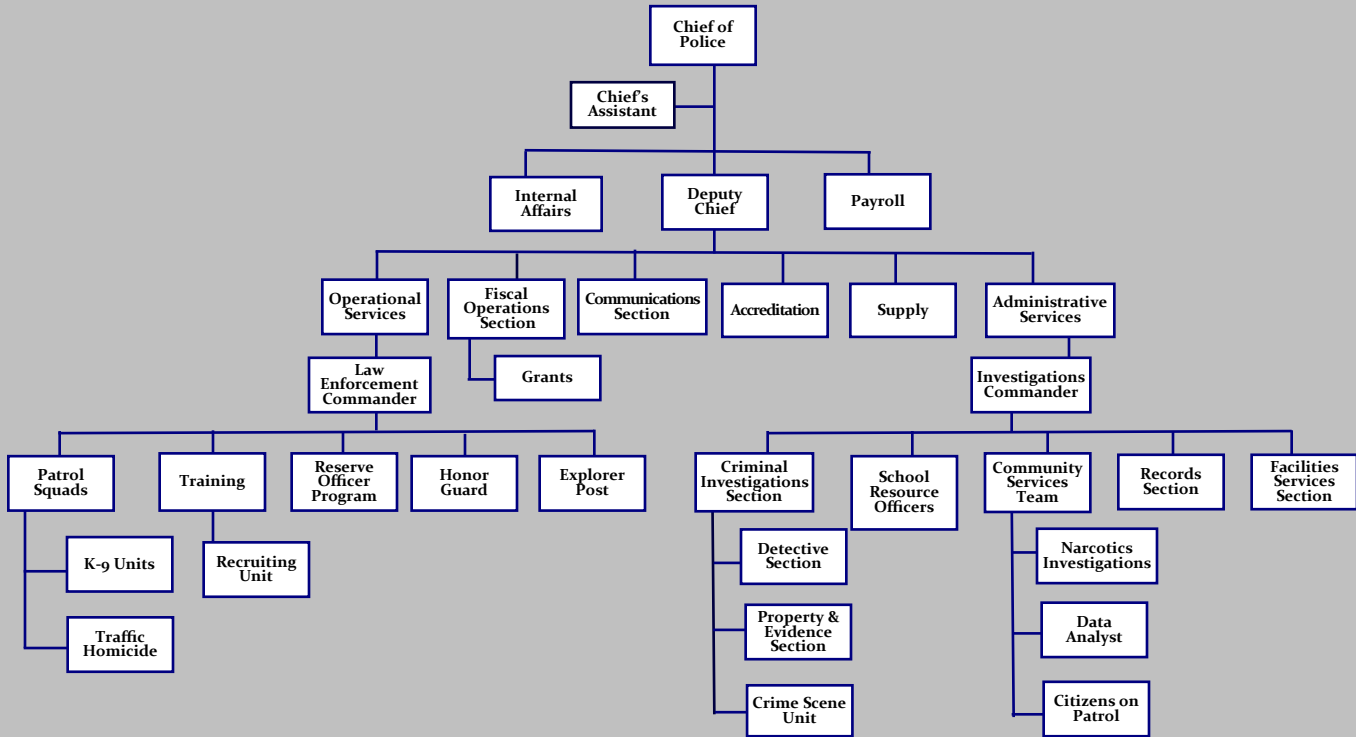 Chief of
Police
Chief's
Assistant
Internal
Affairs
Deputy
Chief
Payroll
Operational
Services
Fiscal
Operations
Section
Communications
Section
Accreditation
Supply
Administrative
Services
Law
Enforcement
Commander
Grants
Investigations
Commander
Patrol
Squads
Training
Reserve
Officer
Program
Honor
Guard
Explorer
Post
Criminal
Investigations
Section
School
Resource
Officers
Community
Services
Team
Records
Section
Facilities
Services
Section
K-9 Units
Recruiting
Unit
Detective
Section
Narcotics
Investigations
Traffic
Homicide
Property &
Evidence
Section
Data
Analyst
Crime Scene
Unit
Citizens on
Patrol